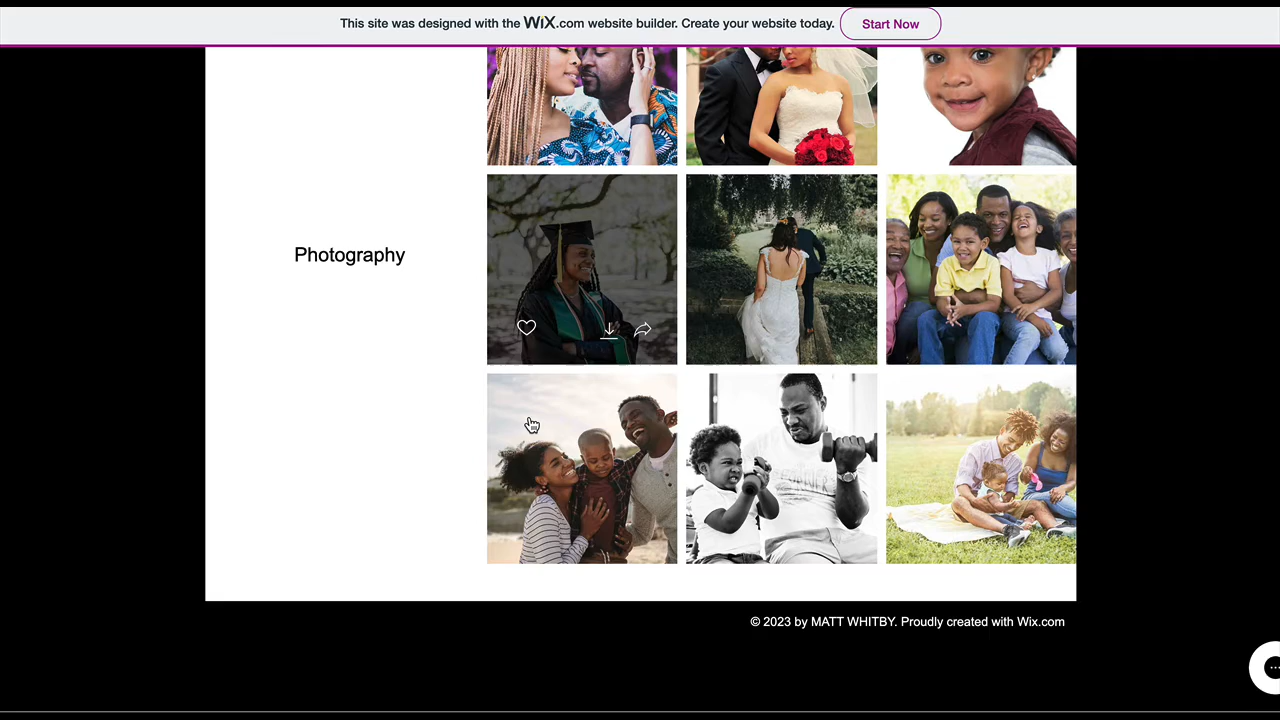 This site was designed with the WiX.com website builder. Create your website today. Start Now
Photography
© 2023 by MATT WHITBY. Proudly created with Wix.com